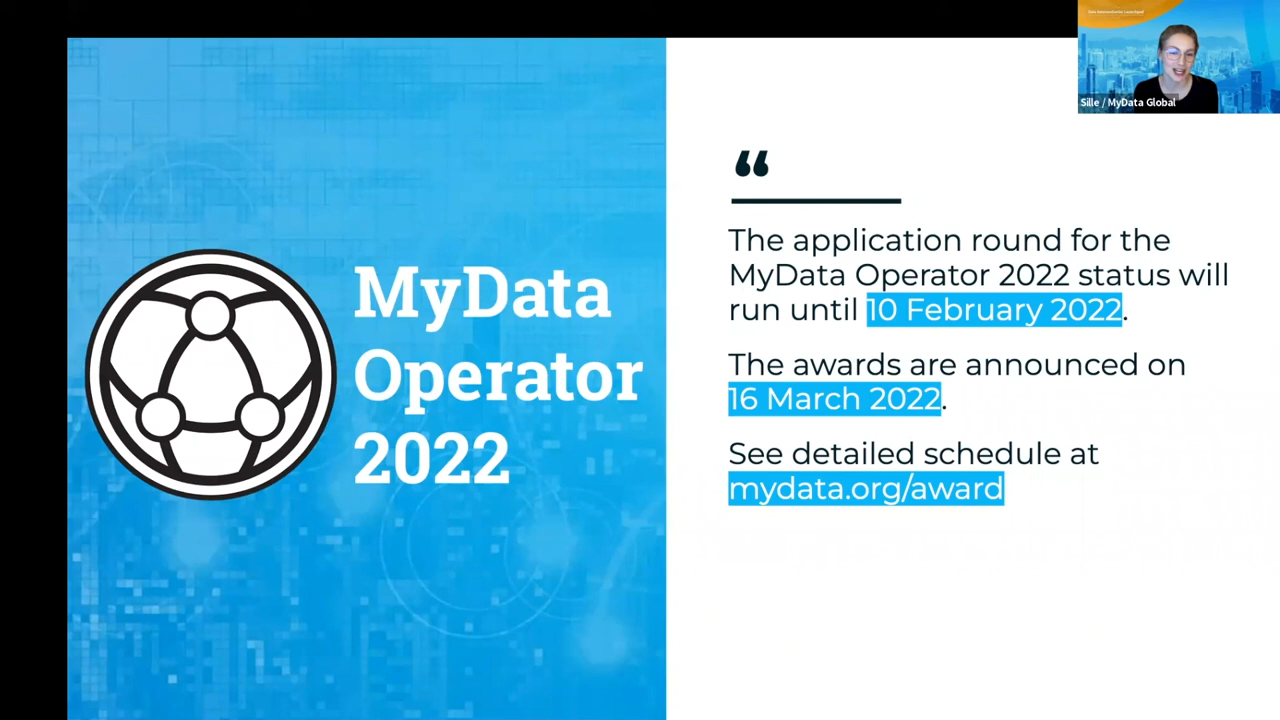 Sille / MyData Global
MyData
Operator
2022
“
The application round for the
MyData Operator 2022 status will
run until 10 February 2022.
The awards are announced on
16 March 2022.
See detailed schedule at
mydata.org/award